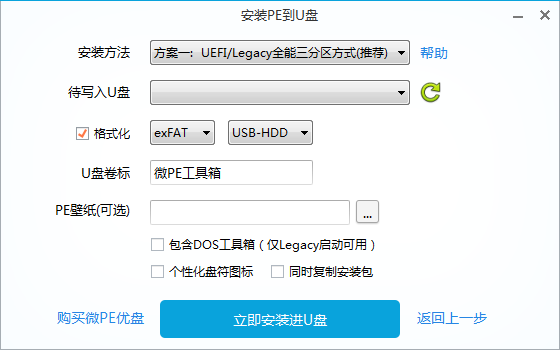 安装PE到U盘
安装方法 方案一：UEFI/Legacy全能三分区方式(推荐) 帮助
待写入U盘
格式化 exFAT USB-HDD
U盘卷标 微PE工具箱
PE壁纸(可选) ...
包含DOS工具箱（仅Legacy启动可用）
个性化盘符图标 同时复制安装包
购买微PE优盘 立即安装进U盘 返回上一步